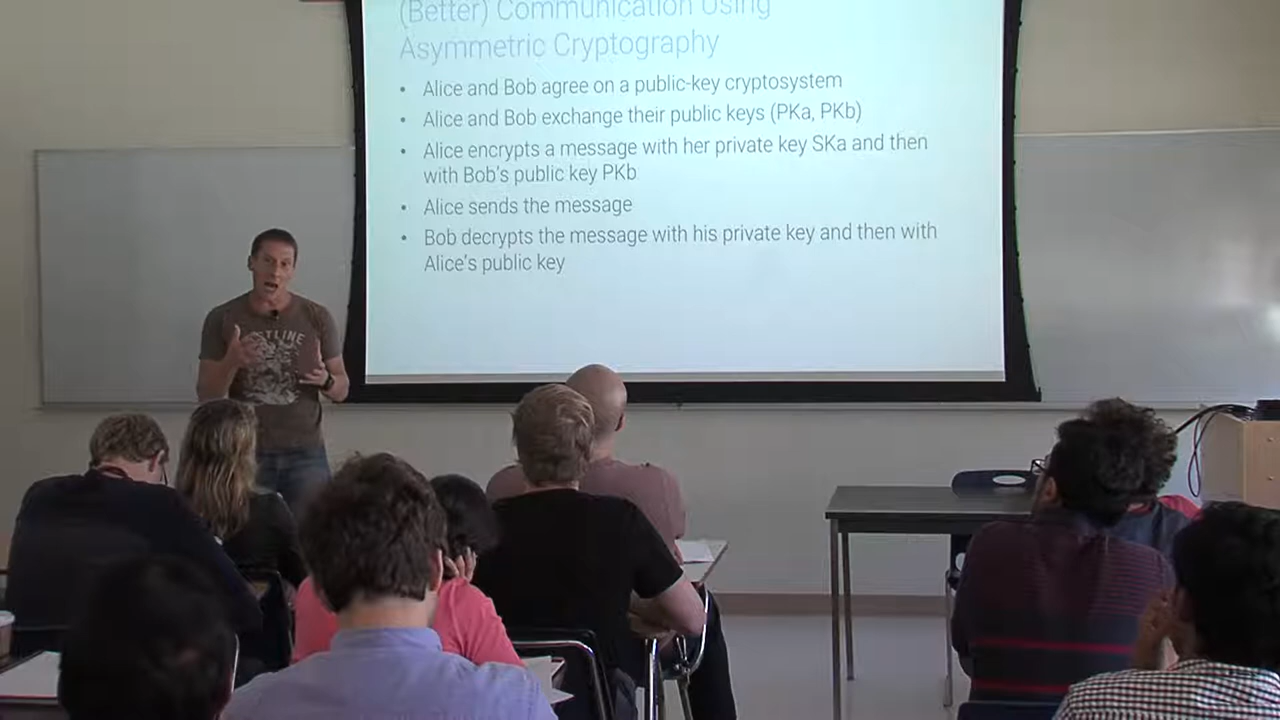 (Better) Communication Using
Asymmetric Cryptography
• Alice and Bob agree on a public-key cryptosystem
• Alice and Bob exchange their public keys (PKa, PKb)
• Alice encrypts a message with her private key SKa and then
with Bob's public key PKb
• Alice sends the message
• Bob decrypts the message with his private key and then with
Alice's public key